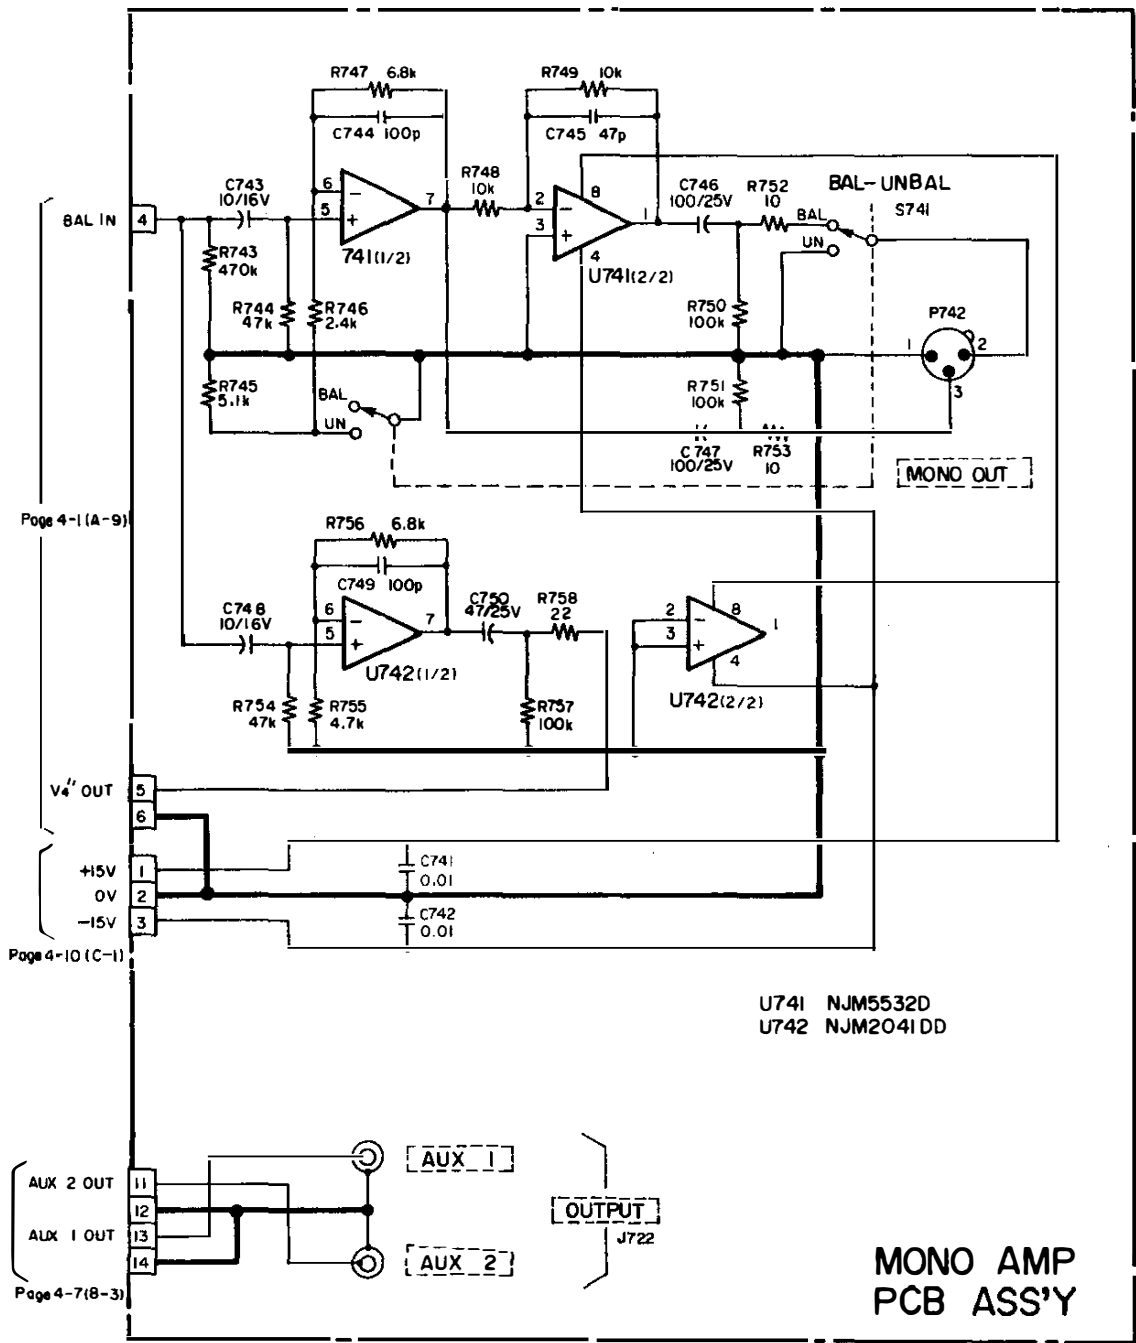 R747 6.8k
C744 100p
R749 10k
C745 47p
C743
10/16V
R748
10k
C746
100/25V
R752
10
BAL-UNBAL
S741
BAL
UN
BAL IN
4
6
5
7
2
3
8
1
4
741(1/2)
U741(2/2)
R743
470k
R744
47k
R746
2.4k
R750
100k
P742
1
2
3
R745
5.1k
BAL
UN
R751
100k
C747
100/25V
R753
10
MONO OUT
Page 4-1(A-9)
R756 6.8k
C749 100p
C748
10/16V
6
5
7
C750
47/25V
R758
22
2
3
8
1
4
U742(1/2)
U742(2/2)
R754
47k
R755
4.7k
R757
100k
V4" OUT
5
6
+15V
1
0V
2
-15V
3
C741
0.01
C742
0.01
Page 4-10(C-1)
U741 NJM5532D
U742 NJM2041DD
AUX 1
AUX 2 OUT
11
12
AUX 1 OUT
13
14
AUX 2
OUTPUT
J722
Page 4-7(8-3)
MONO AMP
PCB ASS'Y